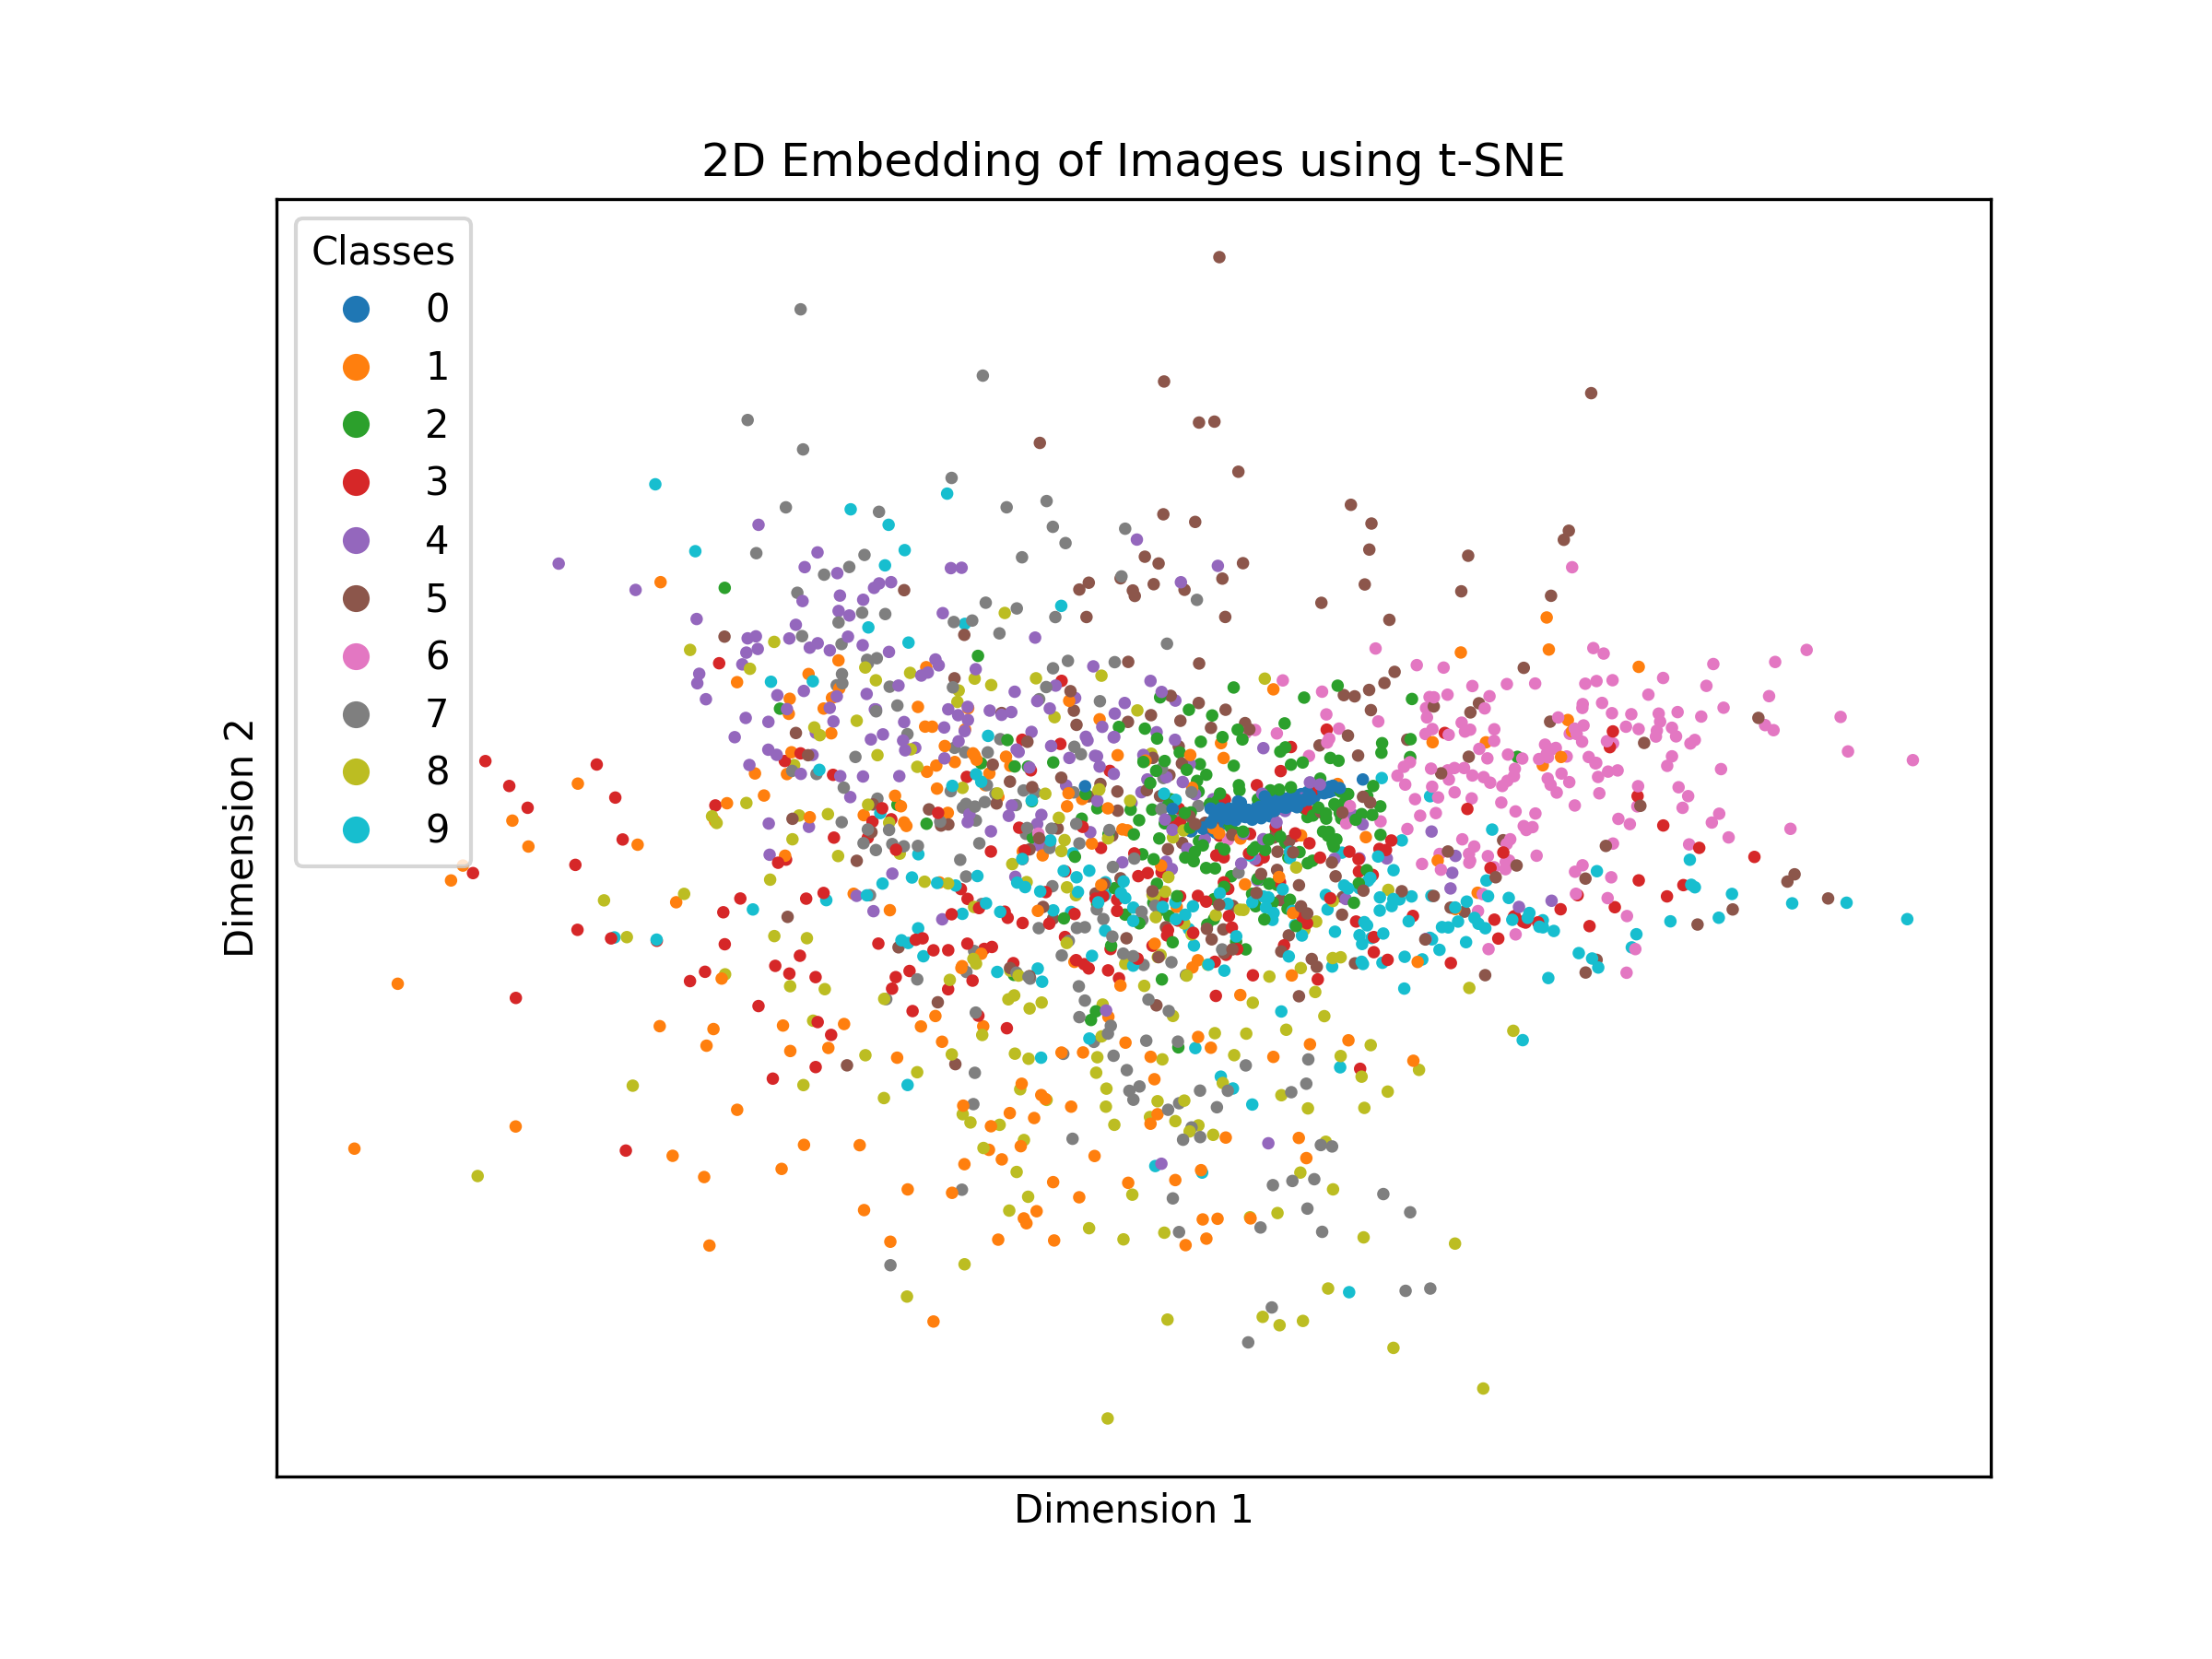 2D Embedding of Images using t-SNE
Classes
0
1
2
3
4
5
6
7
8
9
Dimension 2
Dimension 1